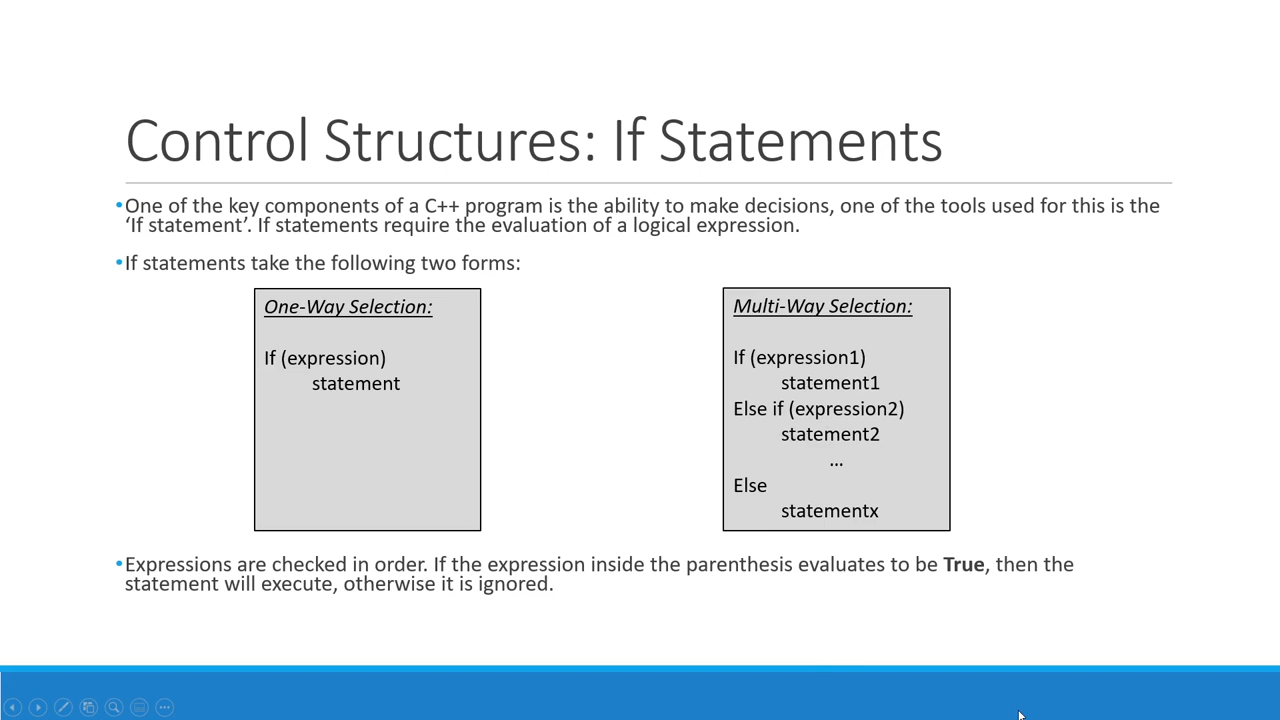 Control Structures: If Statements
•One of the key components of a C++ program is the ability to make decisions, one of the tools used for this is the
‘If statement’. If statements require the evaluation of a logical expression.
•If statements take the following two forms:
One-Way Selection:
If (expression)
statement
Multi-Way Selection:
If (expression1)
statement1
Else if (expression2)
statement2
...
Else
statementx
•Expressions are checked in order. If the expression inside the parenthesis evaluates to be True, then the
statement will execute, otherwise it is ignored.